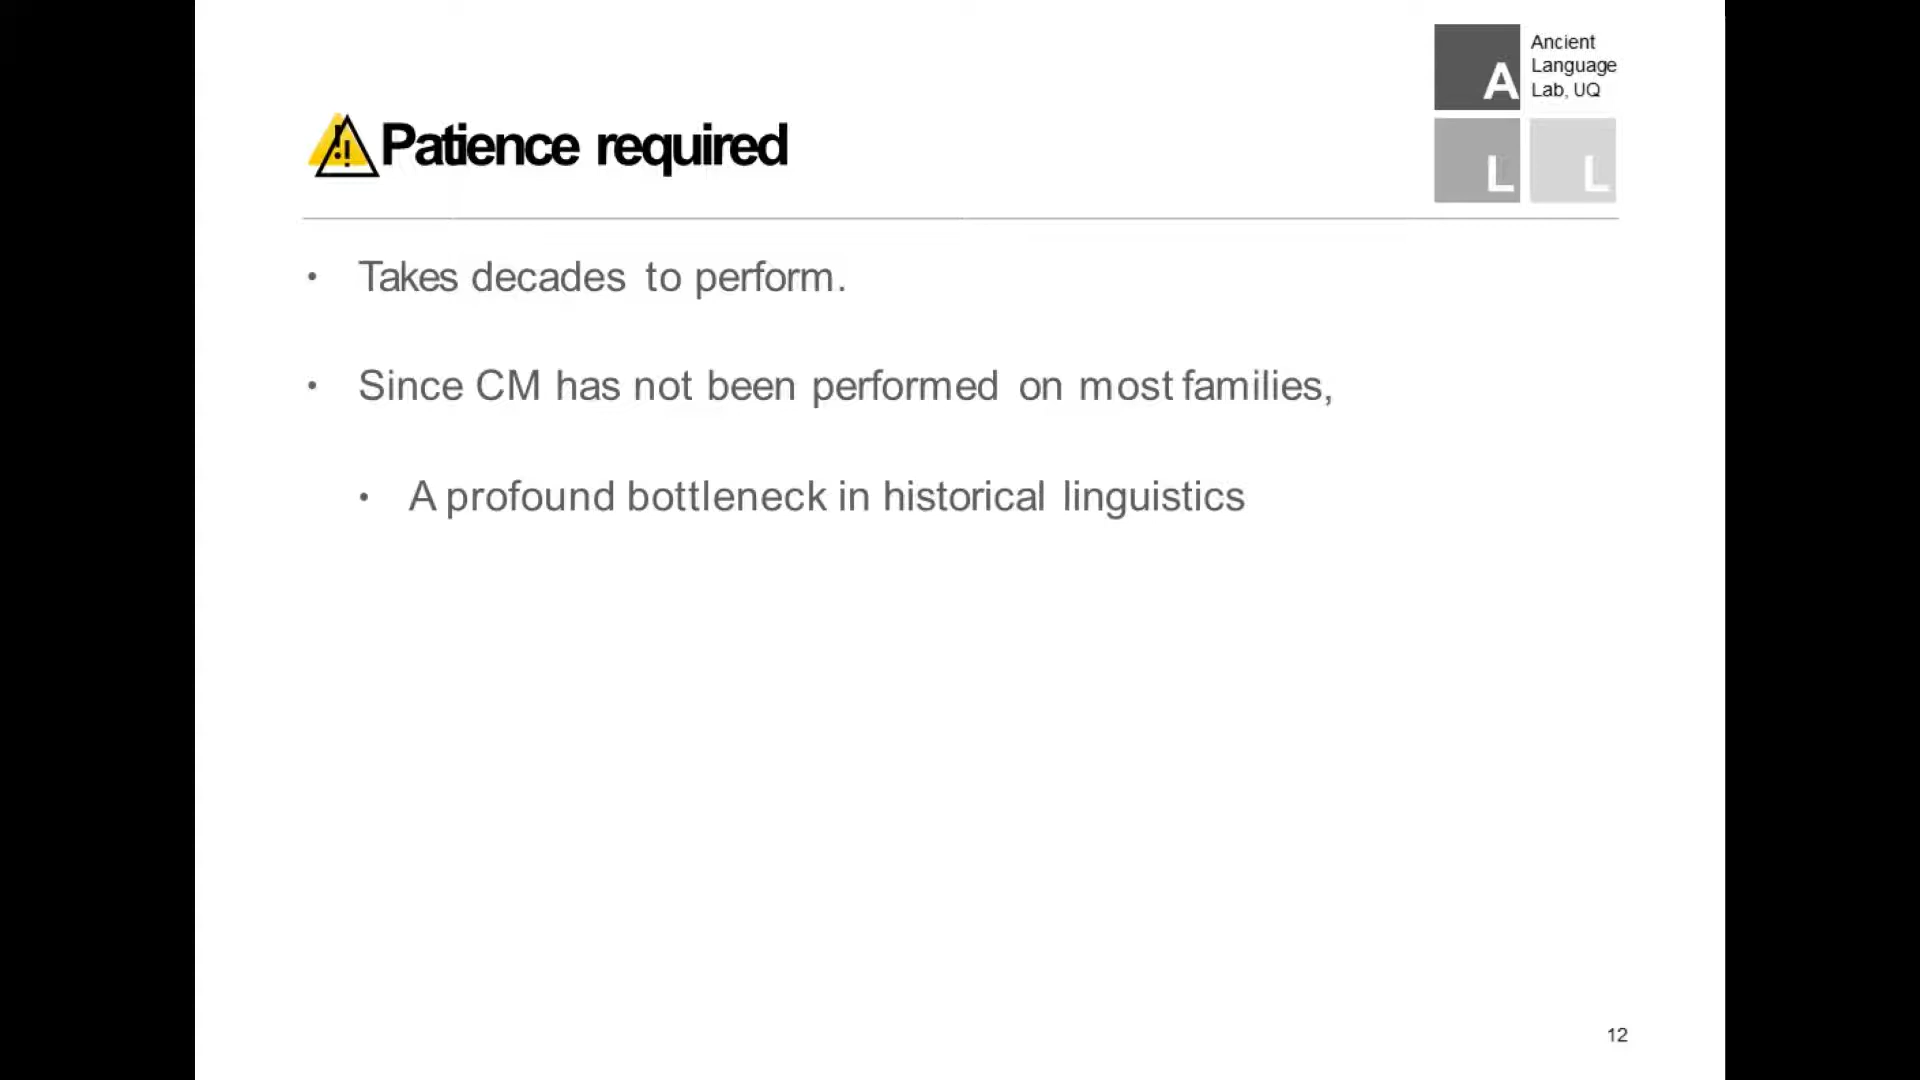 Ancient
Language
Lab, UQ
A
L L
Patience required
• Takes decades to perform.
• Since CM has not been performed on most families,
• A profound bottleneck in historical linguistics
12